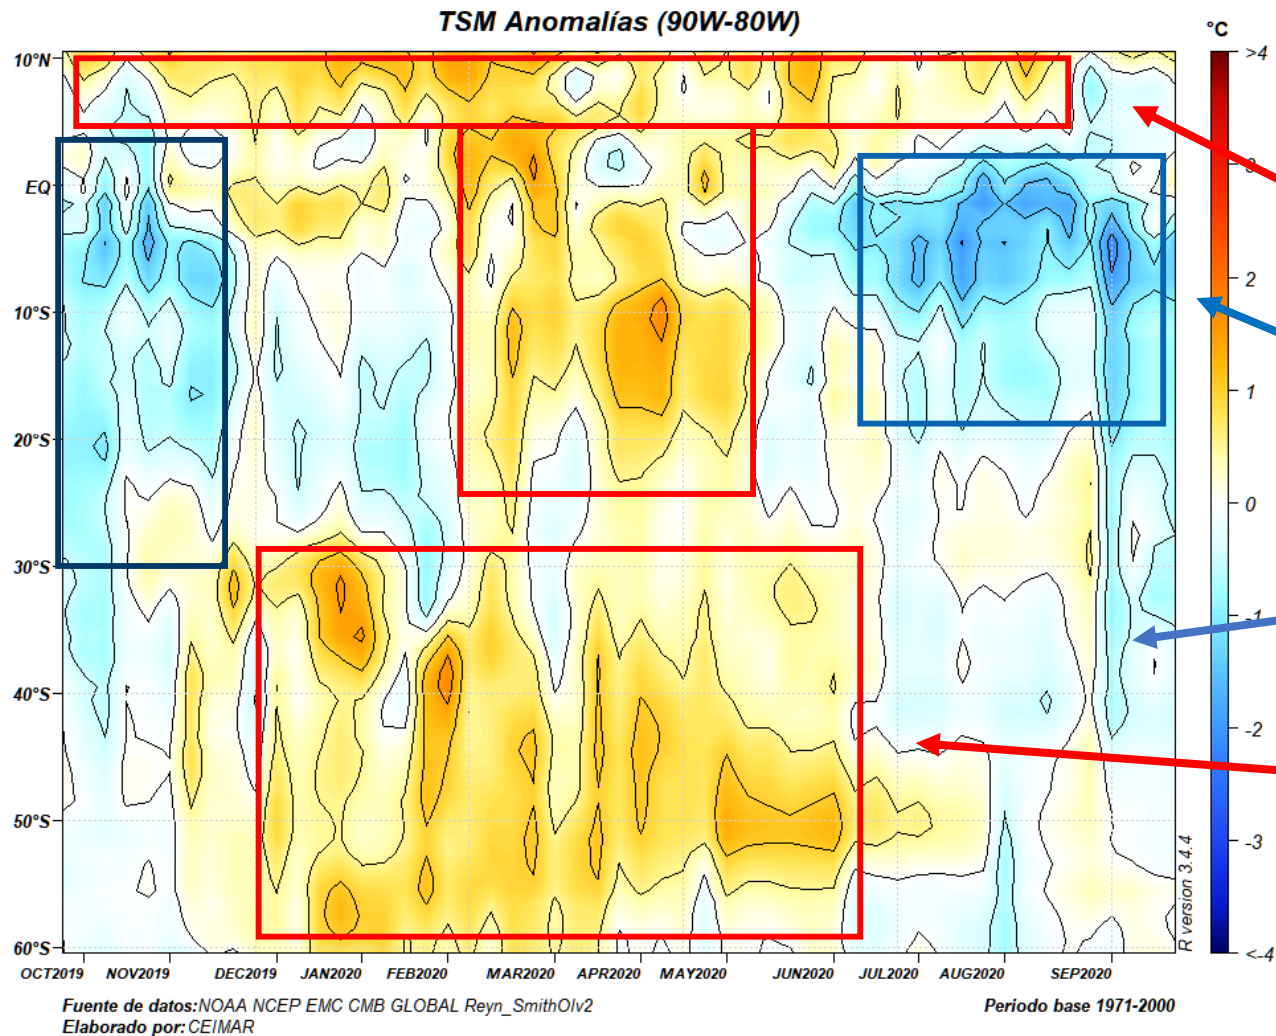 TSM Anomalías (90W-80W)
°C
10°N
EQ
10°S
20°S
30°S
40°S
50°S
60°S
>4
3
2
1
0
-1
-2
-3
<-4
R version 3.4.4
OCT2019 NOV2019 DEC2019 JAN2020 FEB2020 MAR2020 APR2020 MAY2020 JUN2020 JUL2020 AUG2020 SEP2020
Fuente de datos: NOAA NCEP EMC CMB GLOBAL Reyn_SmithOIv2 Periodo base 1971-2000
Elaborado por: CEIMAR